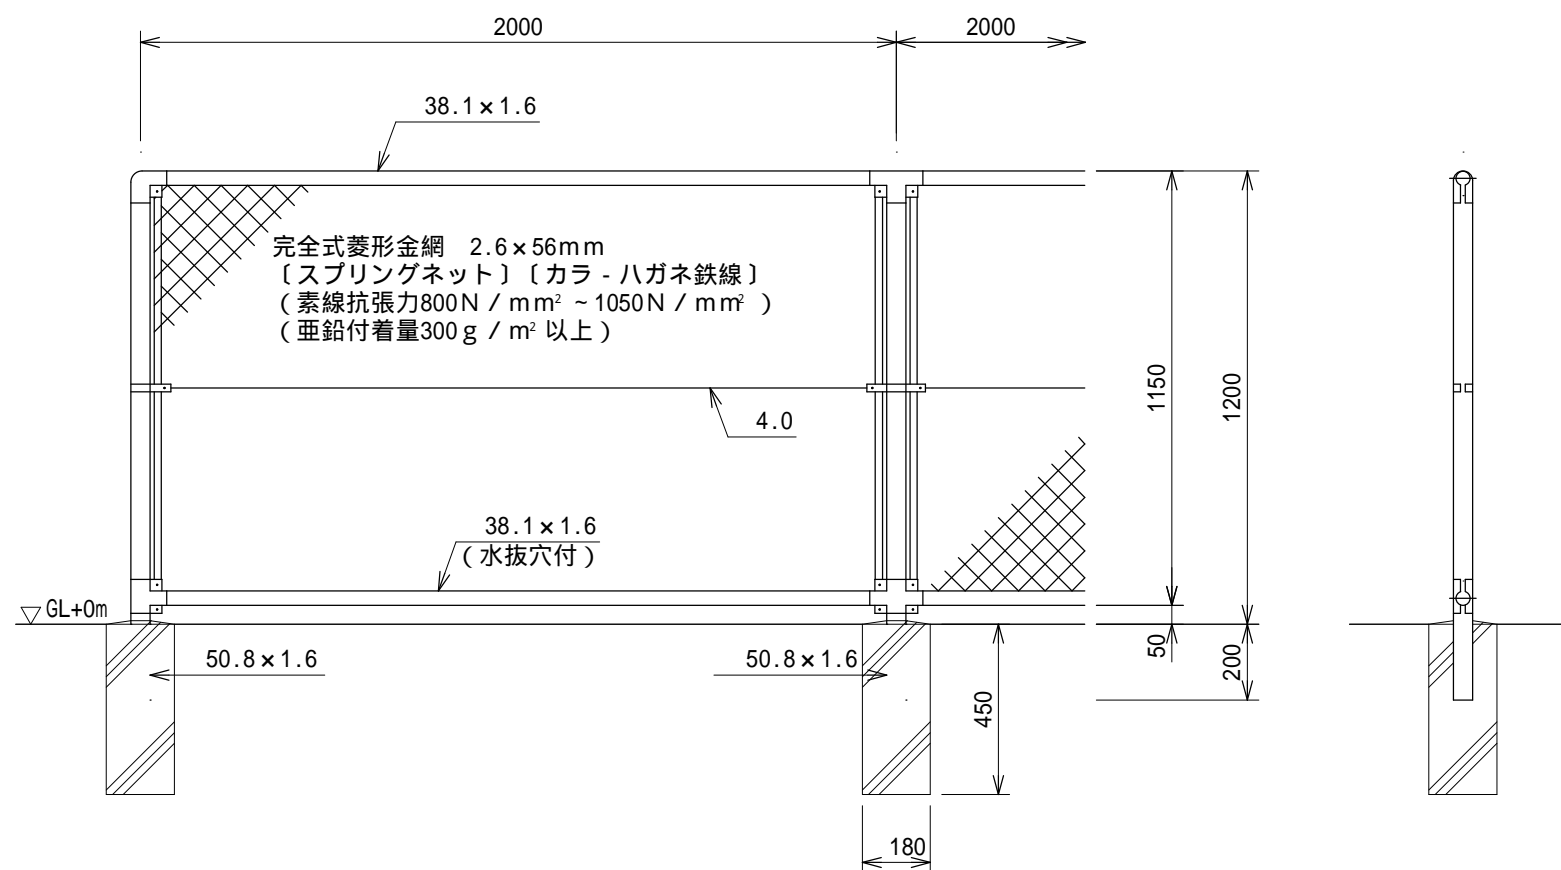 2000
2000
38.1×1.6
完全式菱形金網　2.6×56mm
〔スプリングネット〕〔カラ - ハガネ鉄線〕
（素線抗張力800N / mm² ~ 1050N / mm² ）
（亜鉛付着量300g / m² 以上）
1150
1200
4.0
38.1×1.6
（水抜穴付）
GL+0m
50
200
50.8×1.6
50.8×1.6
450
180